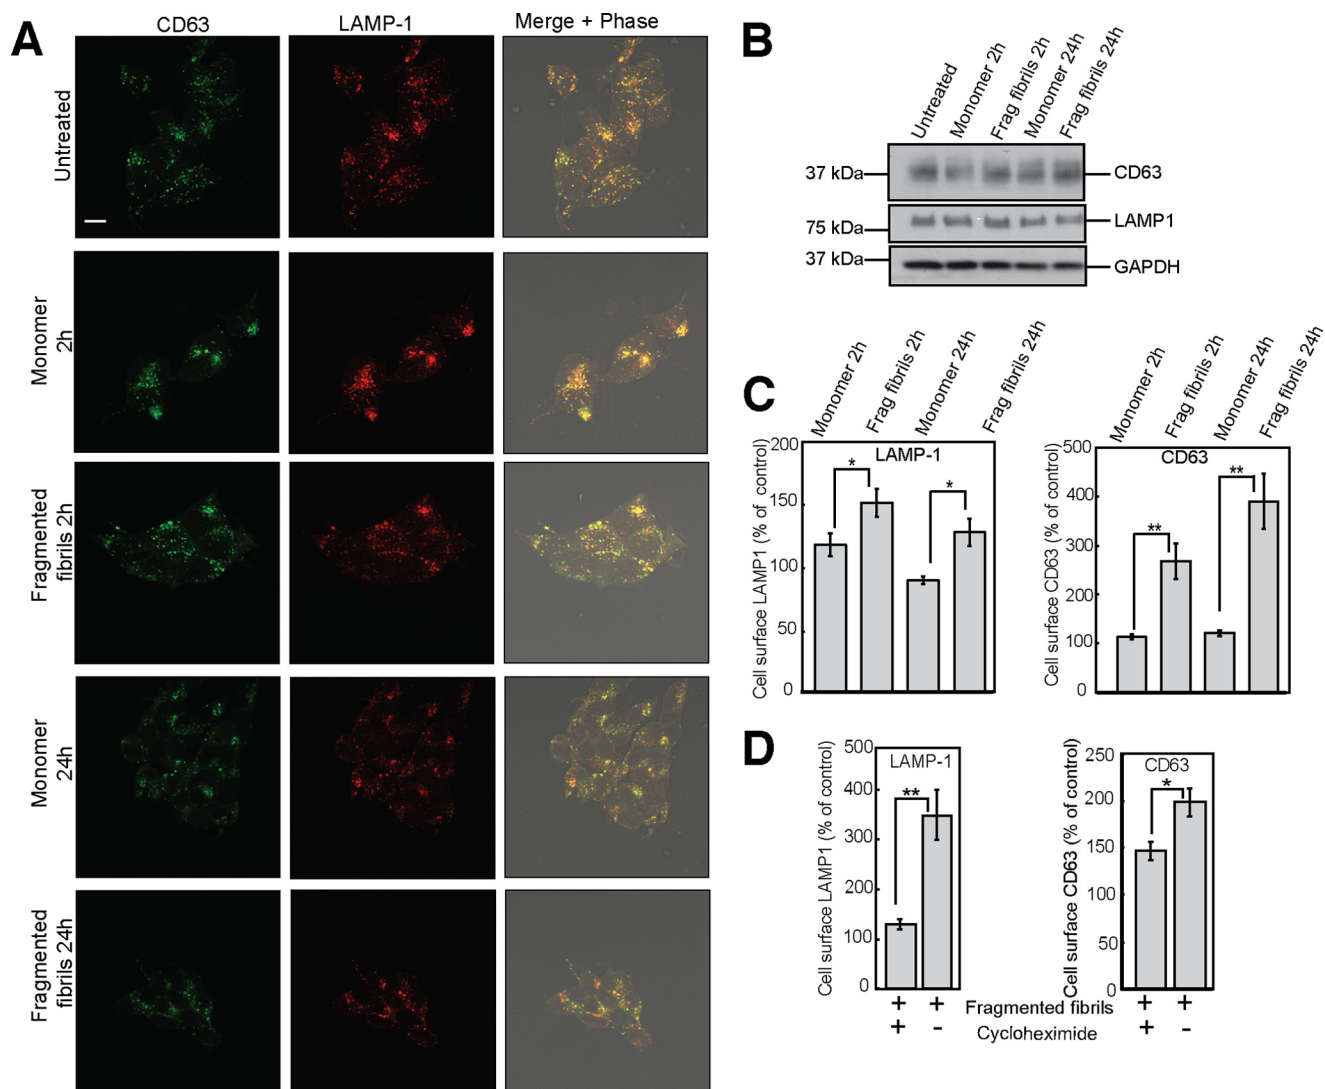 A
CD63
LAMP-1
Merge + Phase
Untreated
Monomer
2h
Fragmented
fibrils 2h
Monomer
24h
Fragmented
fibrils 24h
B
Untreated
Monomer 2h
Frag fibrils 2h
Monomer 24h
Frag fibrils 24h
37 kDa
CD63
75 kDa
LAMP1
37 kDa
GAPDH
C
Monomer 2h
Frag fibrils 2h
Monomer 24h
Frag fibrils 24h
LAMP-1
Cell surface LAMP1 (% of control)
200
150
100
50
0
*
*
Monomer 2h
Frag fibrils 2h
Monomer 24h
Frag fibrils 24h
CD63
Cell surface CD63 (% of control)
500
400
300
200
100
0
**
**
D
LAMP-1
Cell surface LAMP1 (% of control)
500
400
300
200
100
0
**
CD63
Cell surface CD63 (% of control)
250
200
150
100
50
0
*
+ + Fragmented fibrils + +
+ - Cycloheximide + -